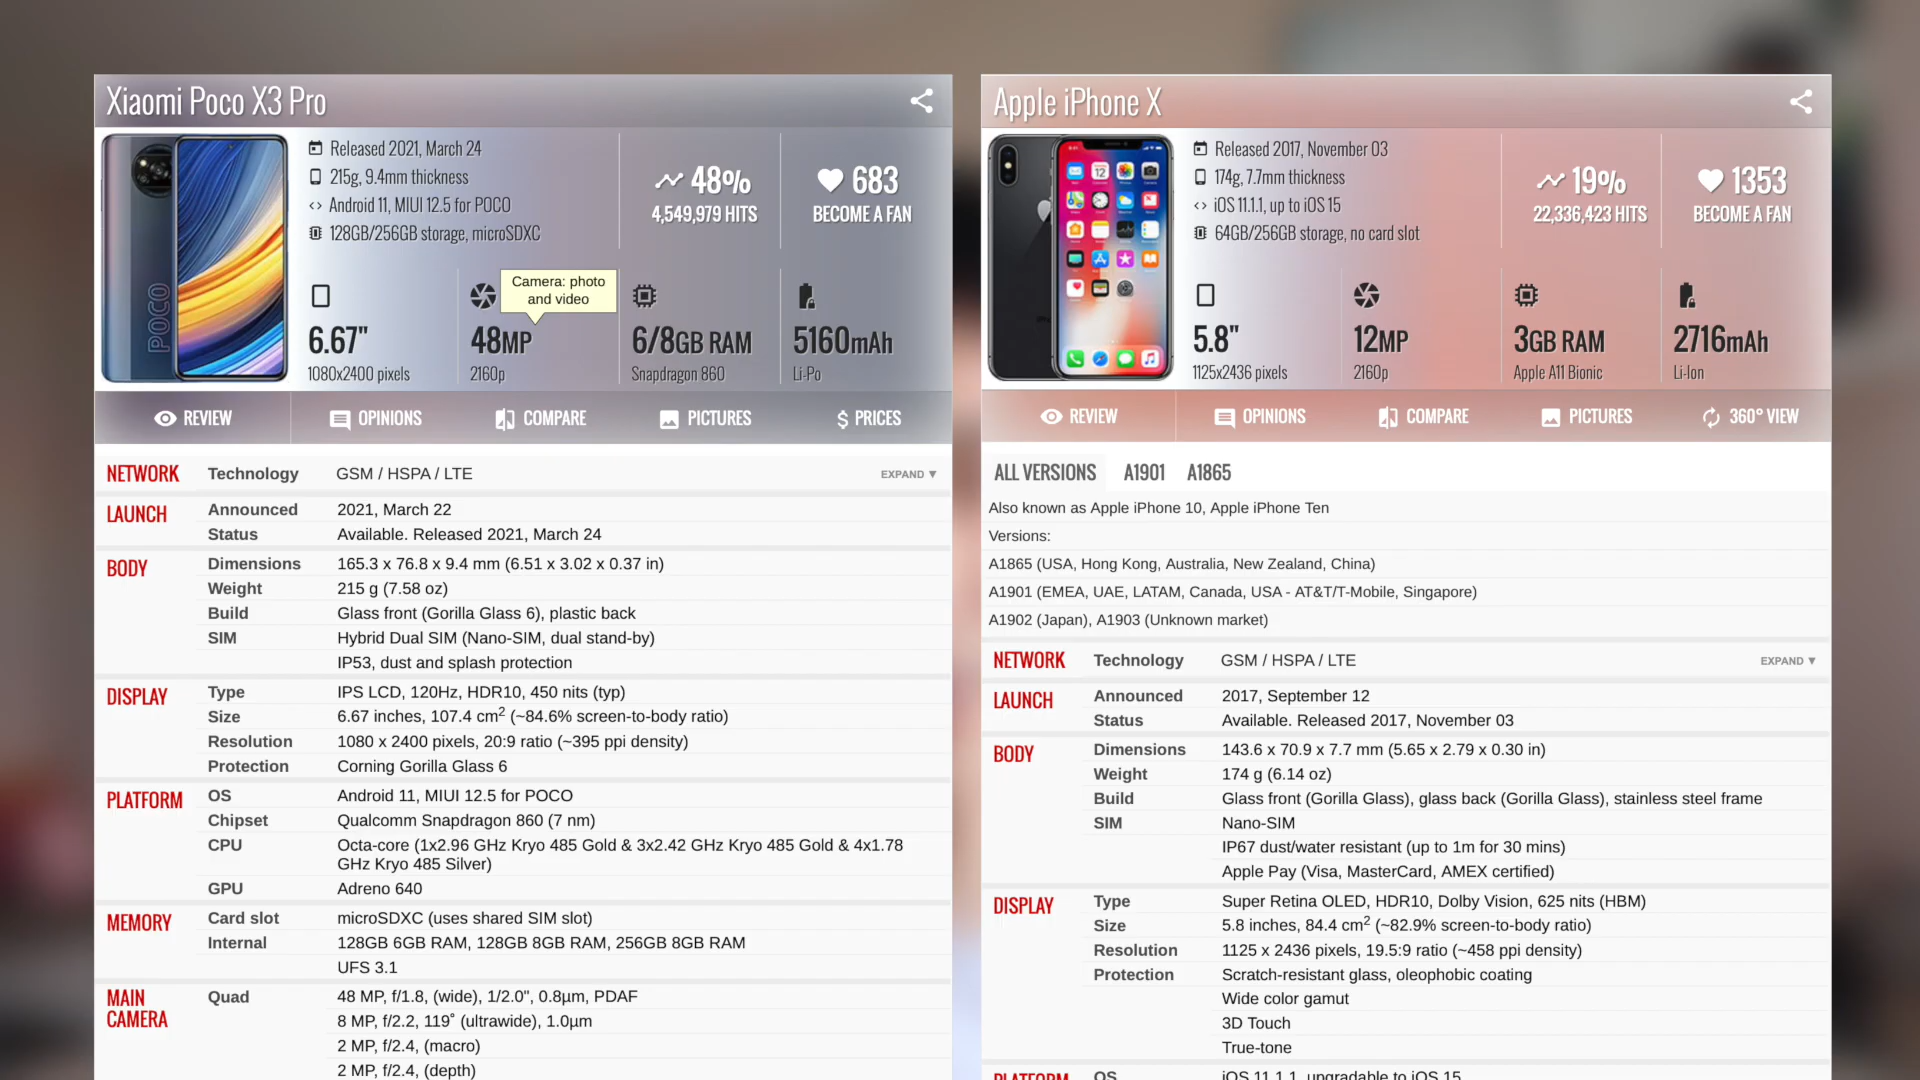 Xiaomi Poco X3 Pro
Released 2021, March 24
215g, 9.4mm thickness
Android 11, MIUI 12.5 for POCO
128GB/256GB storage, microSDXC
48%
4,549,979 HITS
683
BECOME A FAN
Camera: photo
and video
6.67"
1080x2400 pixels
48MP
2160p
6/8GB RAM
Snapdragon 860
5160mAh
Li-Po
POCO
REVIEW
OPINIONS
COMPARE
PICTURES
$ PRICES
NETWORK Technology GSM / HSPA / LTE EXPAND ▼
LAUNCH Announced 2021, March 22
Status Available. Released 2021, March 24
BODY Dimensions 165.3 x 76.8 x 9.4 mm (6.51 x 3.02 x 0.37 in)
Weight 215 g (7.58 oz)
Build Glass front (Gorilla Glass 6), plastic back
SIM Hybrid Dual SIM (Nano-SIM, dual stand-by)
IP53, dust and splash protection
DISPLAY Type IPS LCD, 120Hz, HDR10, 450 nits (typ)
Size 6.67 inches, 107.4 cm2 (~84.6% screen-to-body ratio)
Resolution 1080 x 2400 pixels, 20:9 ratio (~395 ppi density)
Protection Corning Gorilla Glass 6
PLATFORM OS Android 11, MIUI 12.5 for POCO
Chipset Qualcomm Snapdragon 860 (7 nm)
CPU Octa-core (1x2.96 GHz Kryo 485 Gold & 3x2.42 GHz Kryo 485 Gold & 4x1.78
GHz Kryo 485 Silver)
GPU Adreno 640
MEMORY Card slot microSDXC (uses shared SIM slot)
Internal 128GB 6GB RAM, 128GB 8GB RAM, 256GB 8GB RAM
UFS 3.1
MAIN CAMERA Quad 48 MP, f/1.8, (wide), 1/2.0", 0.8µm, PDAF
8 MP, f/2.2, 119˚ (ultrawide), 1.0µm
2 MP, f/2.4, (macro)
2 MP, f/2.4, (depth)
Apple iPhone X
Released 2017, November 03
174g, 7.7mm thickness
iOS 11.1.1, up to iOS 15
64GB/256GB storage, no card slot
19%
22,336,423 HITS
1353
BECOME A FAN
5.8"
1125x2436 pixels
12MP
2160p
3GB RAM
Apple A11 Bionic
2716mAh
Li-Ion
REVIEW
OPINIONS
COMPARE
PICTURES
360° VIEW
ALL VERSIONS A1901 A1865
Also known as Apple iPhone 10, Apple iPhone Ten
Versions:
A1865 (USA, Hong Kong, Australia, New Zealand, China)
A1901 (EMEA, UAE, LATAM, Canada, USA - AT&T/T-Mobile, Singapore)
A1902 (Japan), A1903 (Unknown market)
NETWORK Technology GSM / HSPA / LTE EXPAND ▼
LAUNCH Announced 2017, September 12
Status Available. Released 2017, November 03
BODY Dimensions 143.6 x 70.9 x 7.7 mm (5.65 x 2.79 x 0.30 in)
Weight 174 g (6.14 oz)
Build Glass front (Gorilla Glass), glass back (Gorilla Glass), stainless steel frame
SIM Nano-SIM
IP67 dust/water resistant (up to 1m for 30 mins)
Apple Pay (Visa, MasterCard, AMEX certified)
DISPLAY Type Super Retina OLED, HDR10, Dolby Vision, 625 nits (HBM)
Size 5.8 inches, 84.4 cm2 (~82.9% screen-to-body ratio)
Resolution 1125 x 2436 pixels, 19.5:9 ratio (~458 ppi density)
Protection Scratch-resistant glass, oleophobic coating
Wide color gamut
3D Touch
True-tone
PLATFORM OS iOS 11.1.1, upgradable to iOS 15